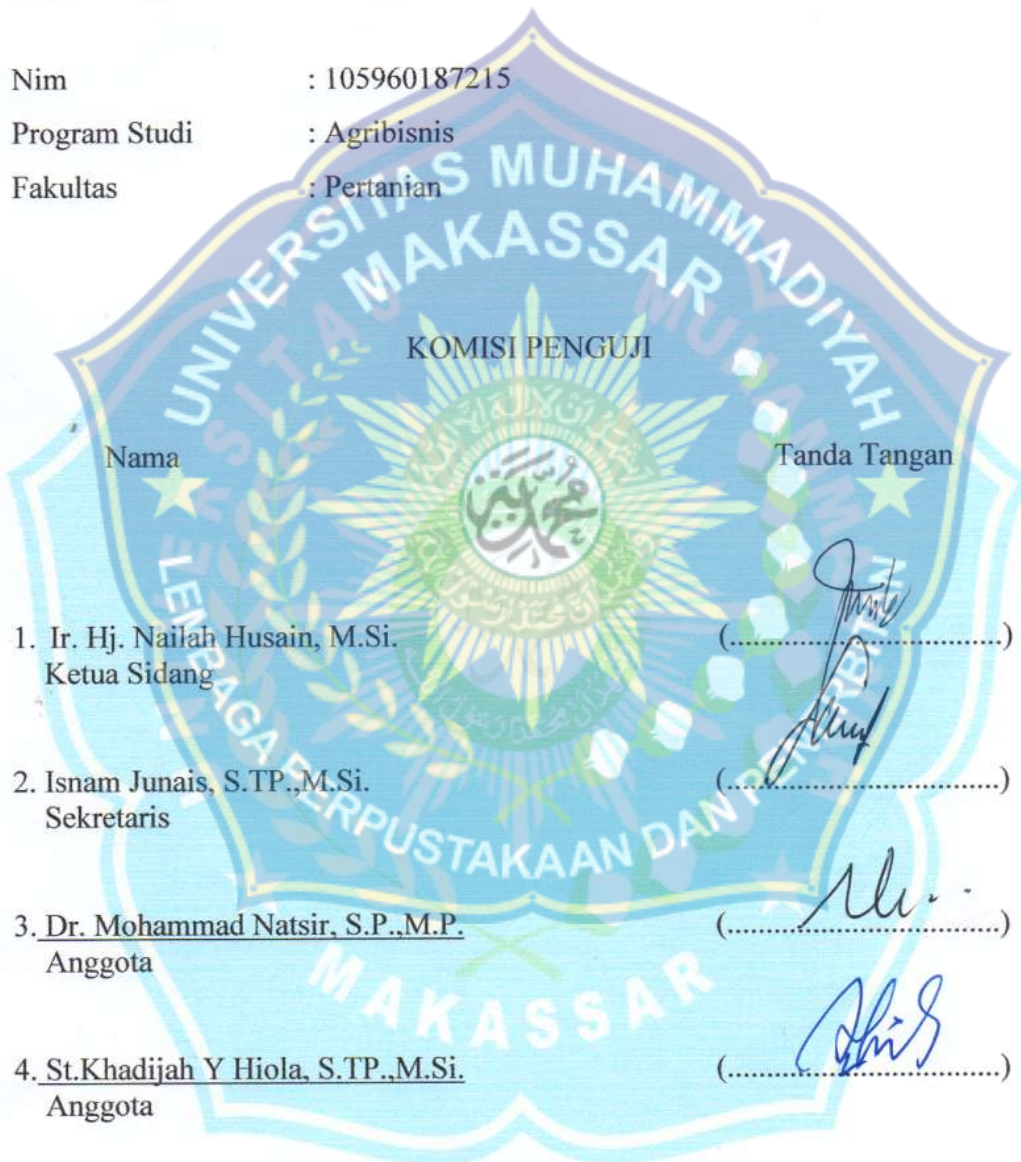 Nim : 105960187215
Program Studi : Agribisnis
Fakultas : Pertanian
UNIVERSITAS MUHAMMADIYAH
MAKASSAR
KOMISI PENGUJI
Nama Tanda Tangan
1. Ir. Hj. Nailah Husain, M.Si. (..................................)
Ketua Sidang
2. Isnam Junais, S.TP.,M.Si. (..................................)
Sekretaris
3. Dr. Mohammad Natsir, S.P.,M.P. (..................................)
Anggota
4. St.Khadijah Y Hiola, S.TP.,M.Si. (..................................)
Anggota
LEMBAGA PERPUSTAKAAN DAN PENERBITAN
MAKASSAR
محمد